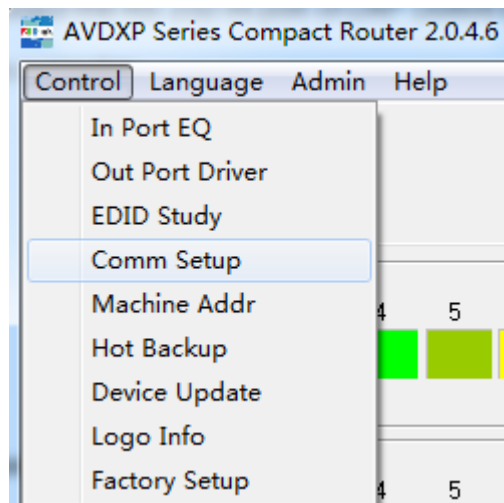 AVDXP Series Compact Router 2.0.4.6
Control Language Admin Help
In Port EQ
Out Port Driver
EDID Study
Comm Setup
Machine Addr
4 5
Hot Backup
Device Update
Logo Info
Factory Setup
4 5